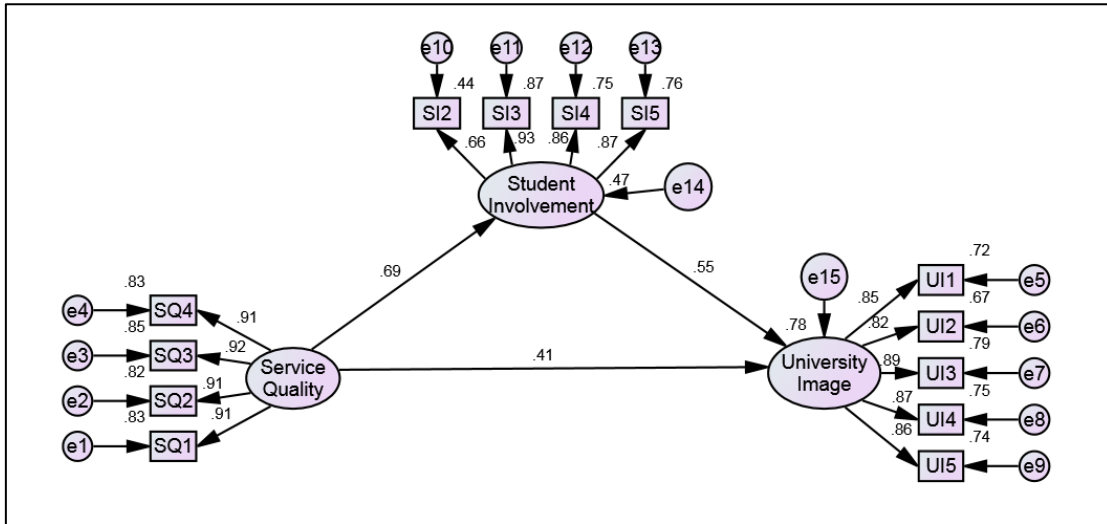 e10 e11 e12 e13
.44 .87 .75 .76
SI2 SI3 SI4 SI5
.66 .93 .86 .87
Student
Involvement
.47
e14
.69
.55
e15
.78
.41
.83
e4 SQ4
.91
.85
e3 SQ3
.92
.82
e2 SQ2
.91
.83
e1 SQ1
.91
Service
Quality
University
Image
.72
.85 UI1 e5
.67
.82 UI2 e6
.79
.89 UI3 e7
.75
.87 UI4 e8
.74
.86 UI5 e9